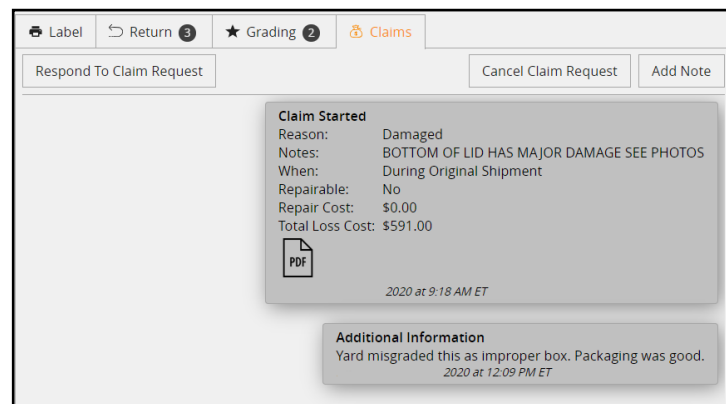 Label Return 3 Grading 2 Claims
Respond To Claim Request Cancel Claim Request Add Note
Claim Started
Reason: Damaged
Notes: BOTTOM OF LID HAS MAJOR DAMAGE SEE PHOTOS
When: During Original Shipment
Repairable: No
Repair Cost: $0.00
Total Loss Cost: $591.00
PDF
2020 at 9:18 AM ET
Additional Information
Yard misgraded this as improper box. Packaging was good.
2020 at 12:09 PM ET